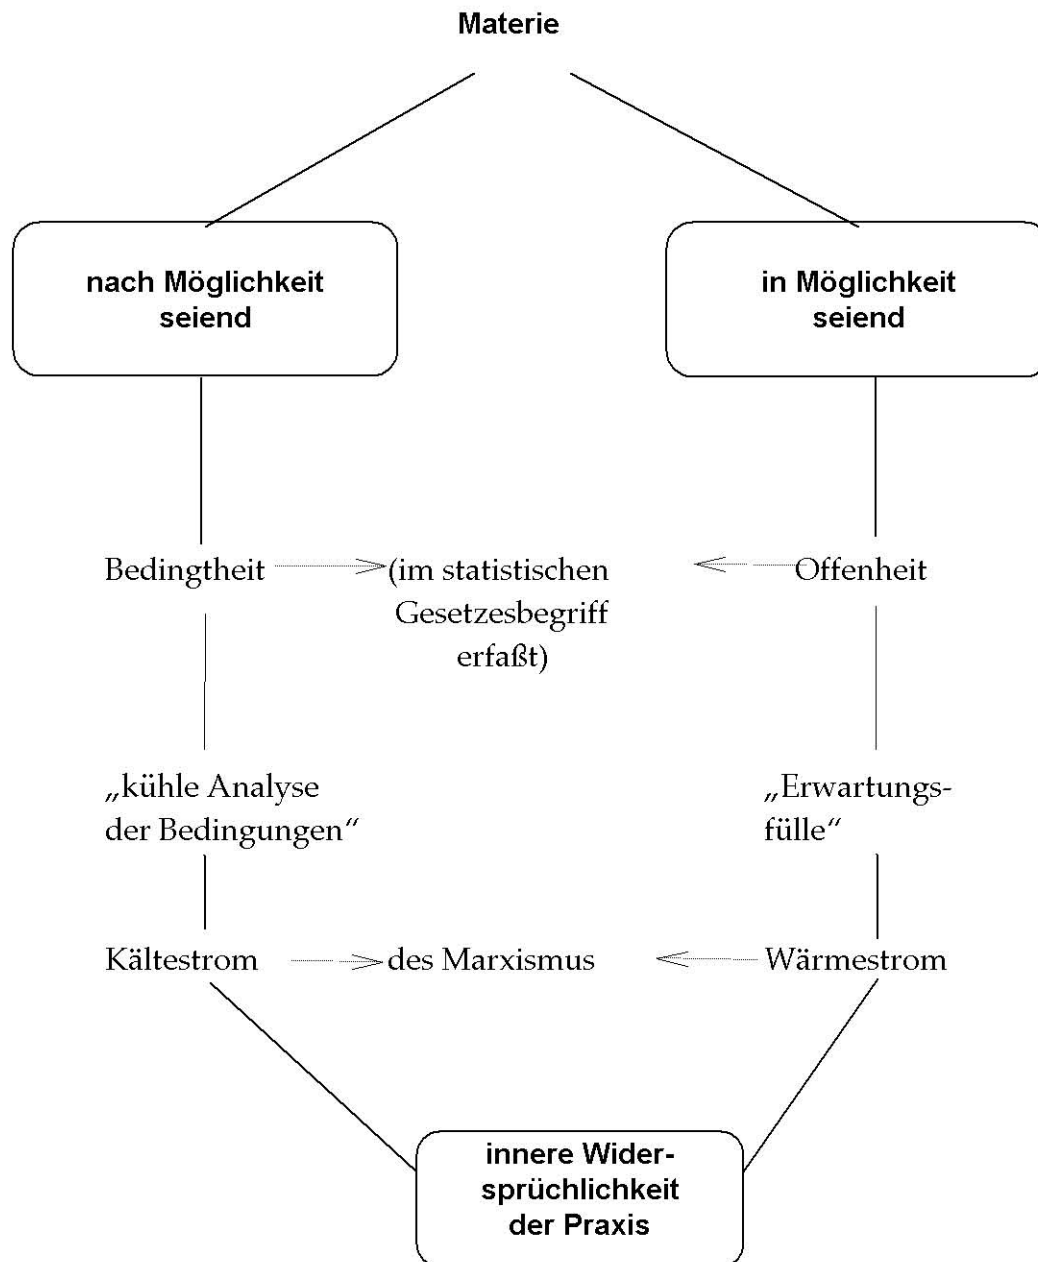 Materie
nach Möglichkeit
seiend
in Möglichkeit
seiend
Bedingtheit
(im statistischen
Gesetzesbegriff
erfaßt)
Offenheit
„kühle Analyse
der Bedingungen“
„Erwartungs-
fülle“
Kältestrom
des Marxismus
Wärmestrom
innere Wider-
sprüchlichkeit
der Praxis